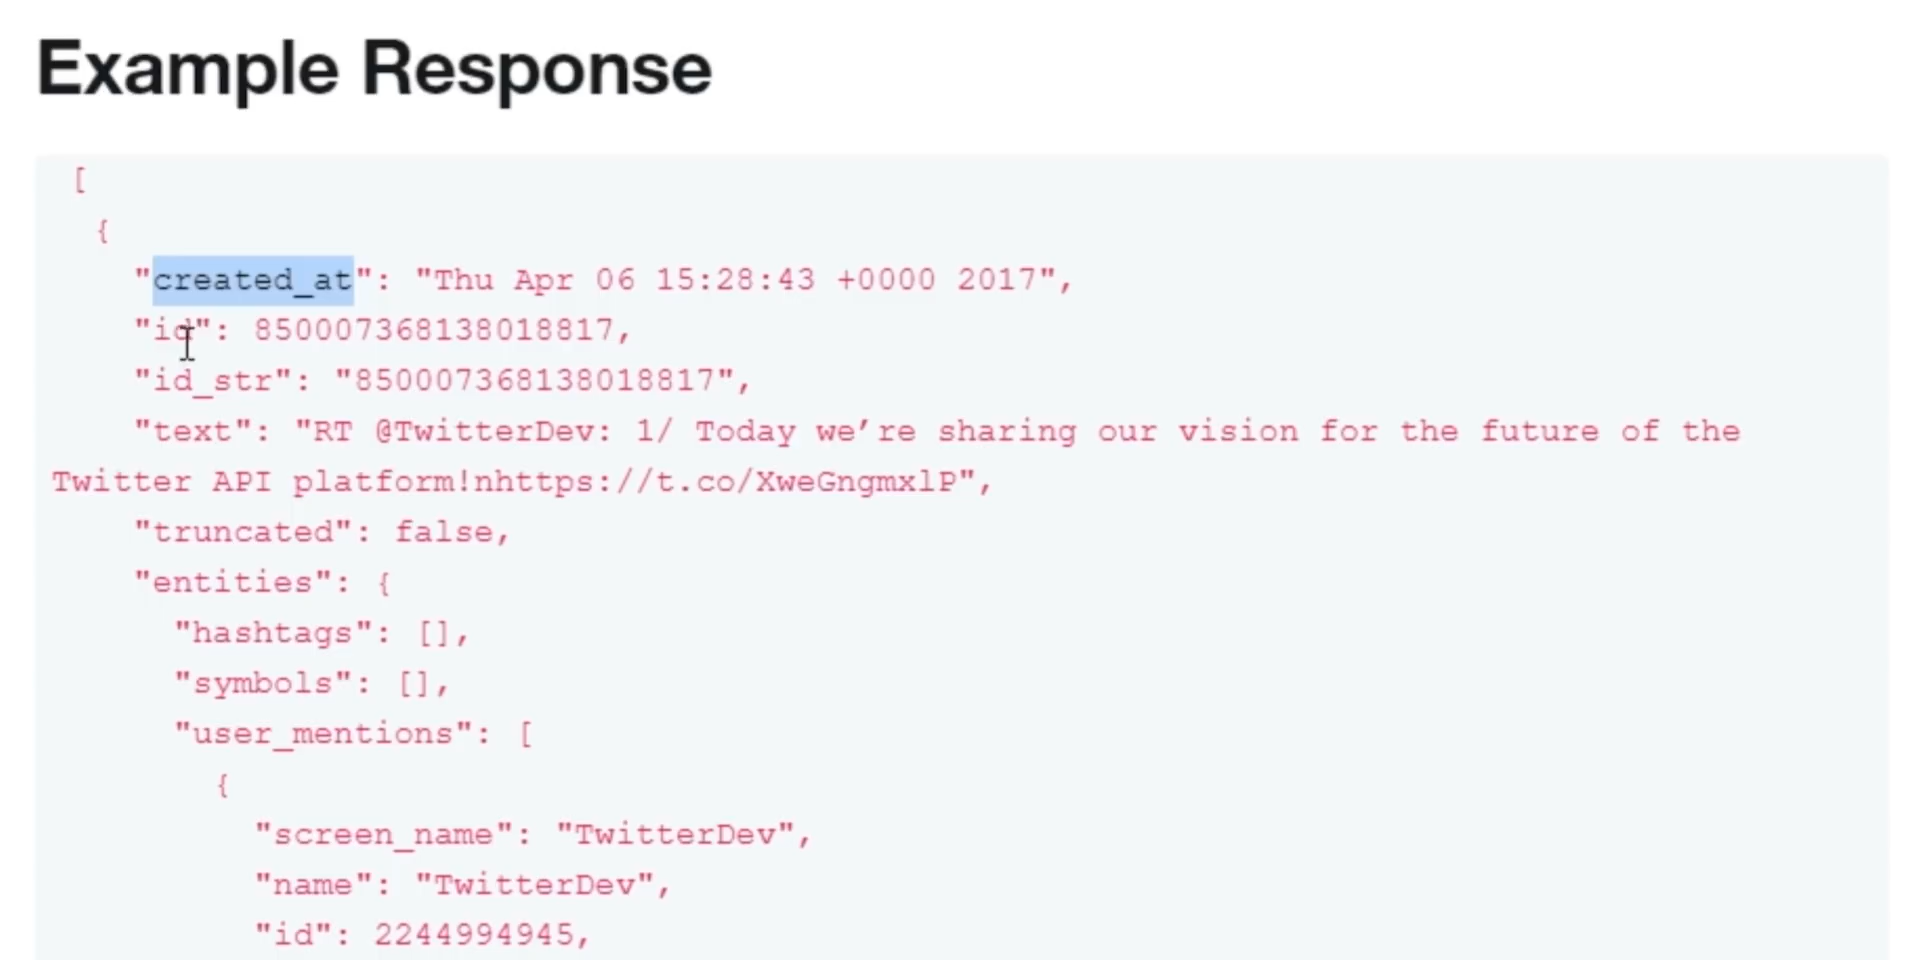 Example Response
[
{
"created_at": "Thu Apr 06 15:28:43 +0000 2017",
"id": 850007368138018817,
"id_str": "850007368138018817",
"text": "RT @TwitterDev: 1/ Today we’re sharing our vision for the future of the
Twitter API platform!nhttps://t.co/XweGngmxlP",
"truncated": false,
"entities": {
"hashtags": [],
"symbols": [],
"user_mentions": [
{
"screen_name": "TwitterDev",
"name": "TwitterDev",
"id": 2244994945,